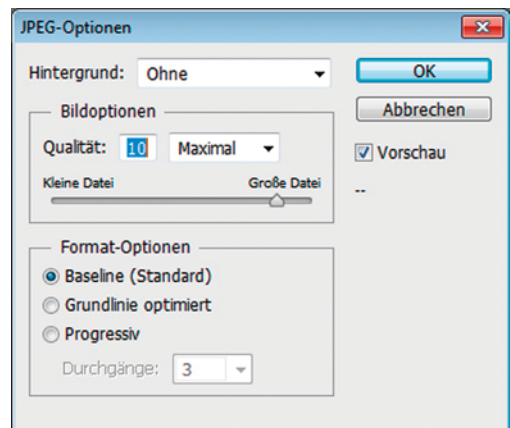 JPEG-Optionen
Hintergrund: Ohne
OK
Bildoptionen
Abbrechen
Qualität: 10 Maximal
Vorschau
Kleine Datei Große Datei
--
Format-Optionen
Baseline (Standard)
Grundlinie optimiert
Progressiv
Durchgänge: 3